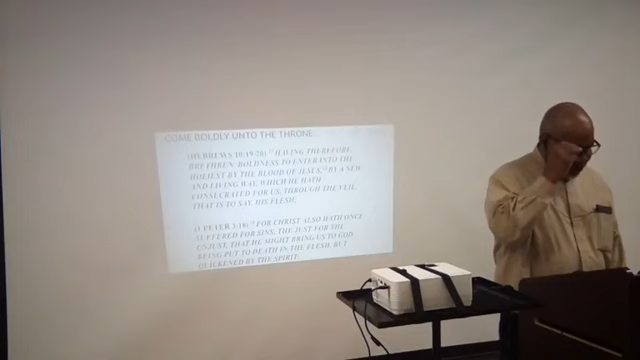 COME BOLDLY UNTO THE THRONE
(HEBREWS 10:19-20) 19 HAVING THEREFORE
BRETHREN BOLDNESS TO ENTER INTO THE
HOLIEST BY THE BLOOD OF JESUS, 20 BY A NEW
AND LIVING WAY, WHICH HE HATH
CONSECRATED FOR US, THROUGH THE VEIL,
THAT IS TO SAY, HIS FLESH;
(1 PETER 3:18) 18 FOR CHRIST ALSO HATH ONCE
SUFFERED FOR SINS, THE JUST FOR THE
UNJUST, THAT HE MIGHT BRING US TO GOD
BEING PUT TO DEATH IN THE FLESH, BUT
QUICKENED BY THE SPIRIT